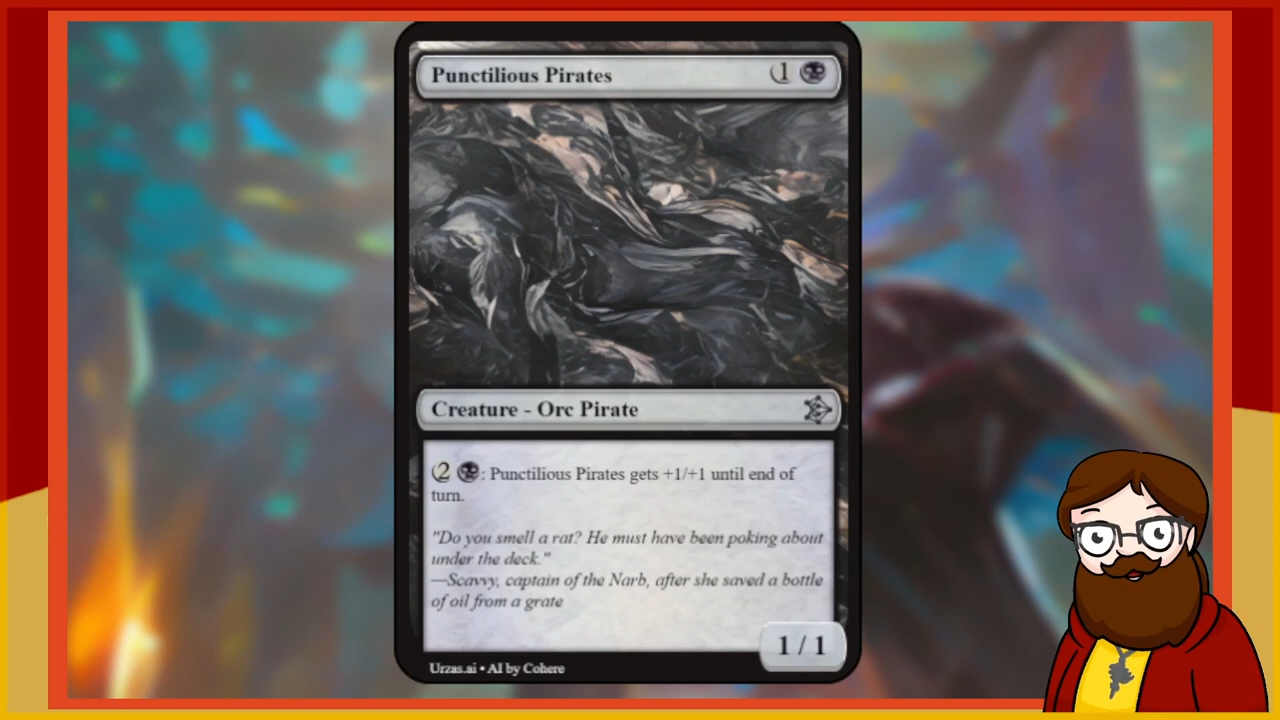 Punctilious Pirates 1
Creature - Orc Pirate
2 : Punctilious Pirates gets +1/+1 until end of
turn.
"Do you smell a rat? He must have been poking about
under the deck."
—Scavvy, captain of the Narb, after she saved a bottle
of oil from a grate
1 / 1
Urzas.ai • AI by Cohere